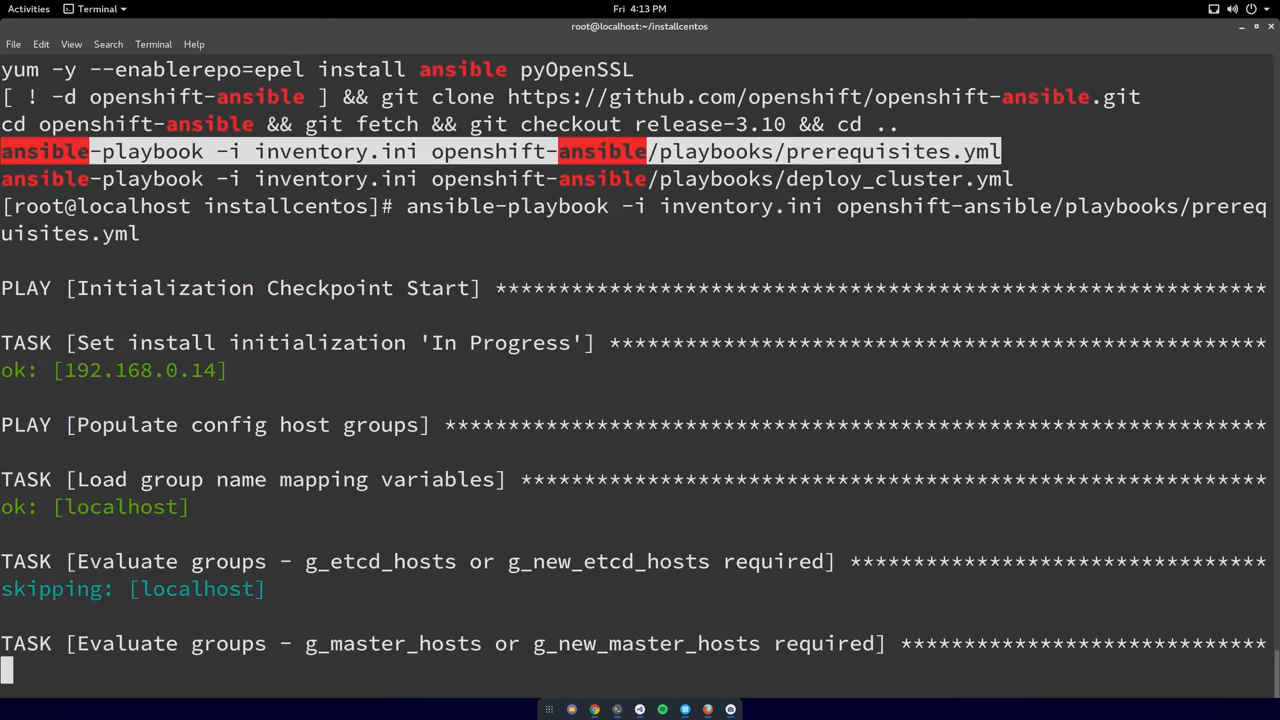 Activities Terminal Fri 4:13 PM
root@localhost:~/installcentos
File Edit View Search Terminal Help
yum -y --enablerepo=epel install ansible pyOpenSSL
[ ! -d openshift-ansible ] && git clone https://github.com/openshift/openshift-ansible.git
cd openshift-ansible && git fetch && git checkout release-3.10 && cd ..
ansible-playbook -i inventory.ini openshift-ansible/playbooks/prerequisites.yml
ansible-playbook -i inventory.ini openshift-ansible/playbooks/deploy_cluster.yml
[root@localhost installcentos]# ansible-playbook -i inventory.ini openshift-ansible/playbooks/prereq
uisites.yml
PLAY [Initialization Checkpoint Start] *************************************************************
TASK [Set install initialization 'In Progress'] ****************************************************
ok: [192.168.0.14]
PLAY [Populate config host groups] *****************************************************************
TASK [Load group name mapping variables] ***********************************************************
ok: [localhost]
TASK [Evaluate groups - g_etcd_hosts or g_new_etcd_hosts required] *********************************
skipping: [localhost]
TASK [Evaluate groups - g_master_hosts or g_new_master_hosts required] *****************************